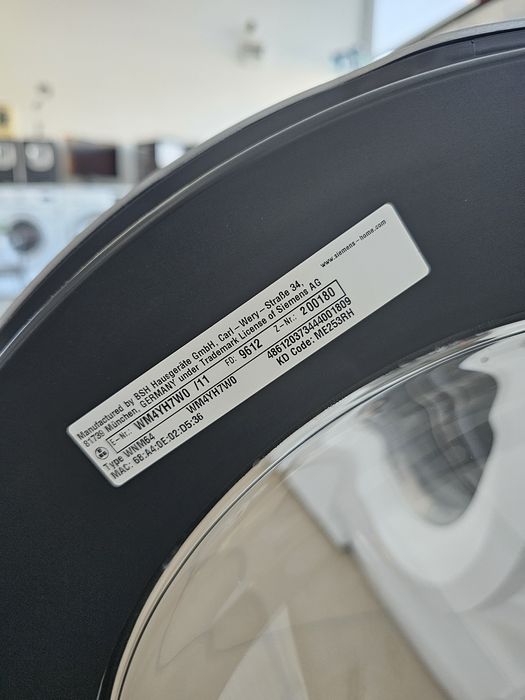 www.siemens-home.com
Manufactured by BSH Hausgeräte GmbH, Carl-Wery-Straße 34,
81739 München, GERMANY under Trademark License of Siemens AG
E-Nr.: WM4YH7W0 /11 FD: 9612 Z-Nr.: 200180
Type WNM64 WM4YH7W0 486120373444001809
MAC: 68:A4:0E:02:D5:36 KD Code: ME253RH